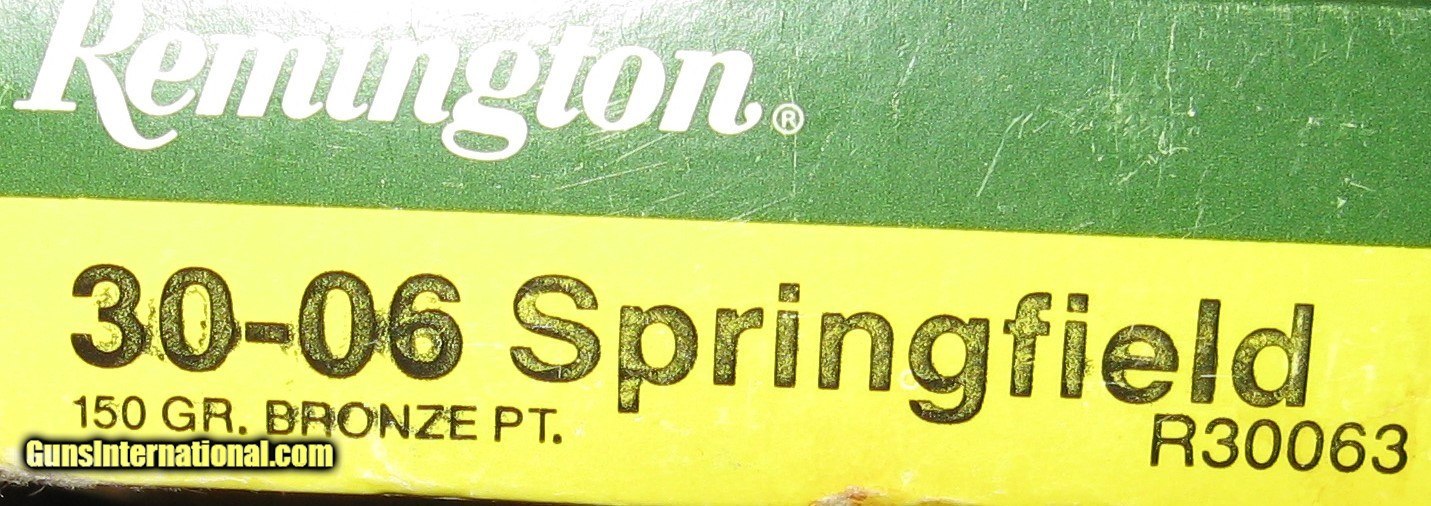 Remington®
30-06 Springfield
150 GR. BRONZE PT.
R30063
GunsInternational.com